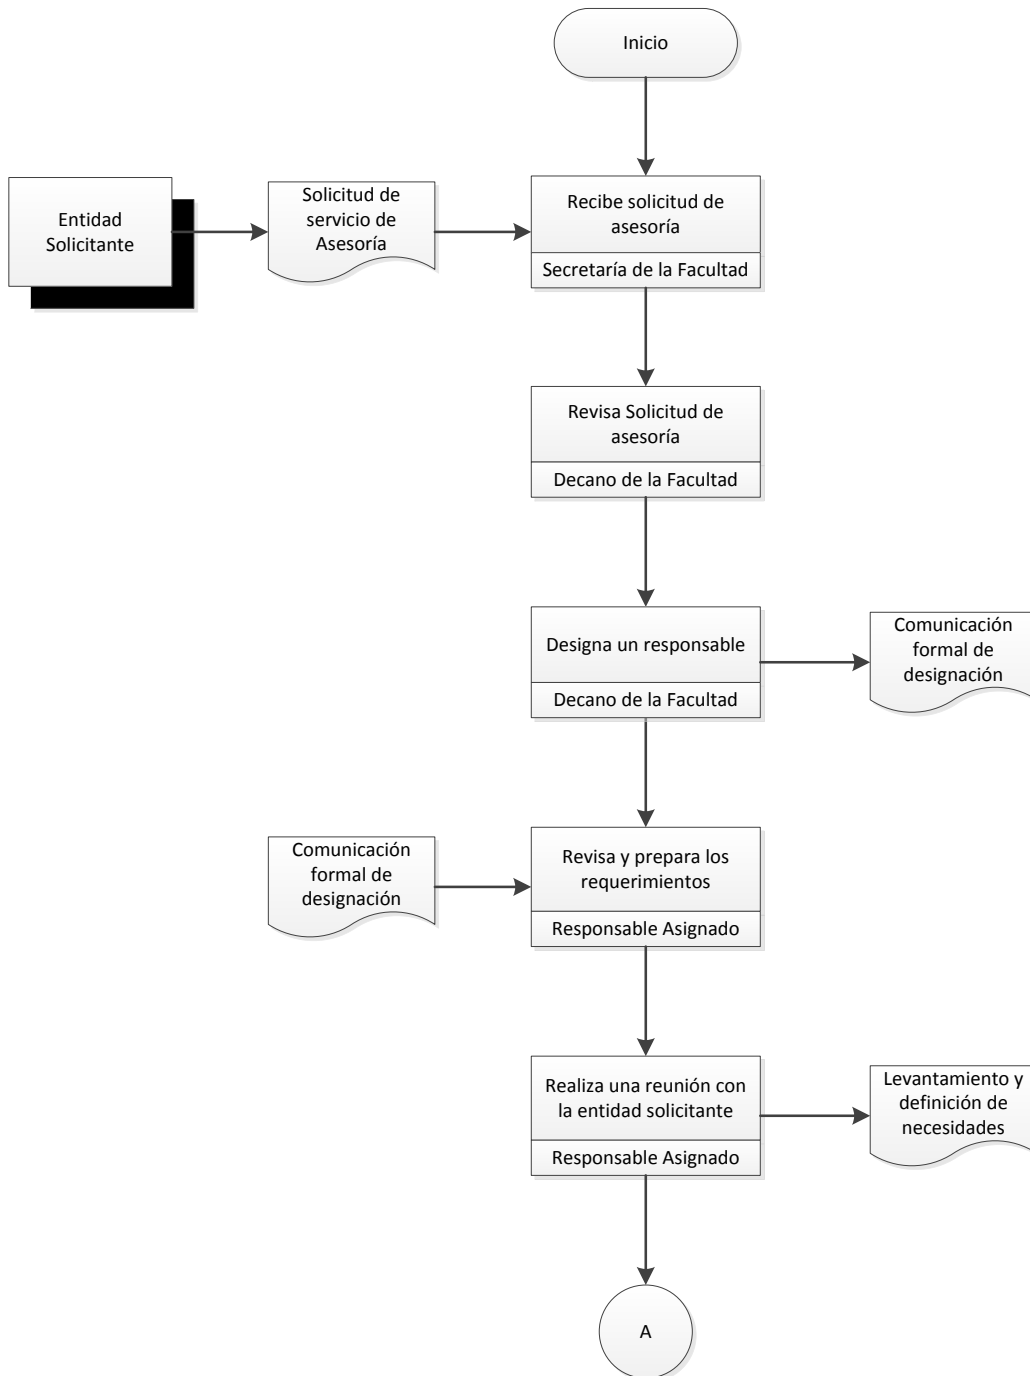 Inicio
Entidad
Solicitante
Solicitud de
servicio de
Asesoría
Recibe solicitud de
asesoría
Secretaría de la Facultad
Revisa Solicitud de
asesoría
Decano de la Facultad
Designa un responsable
Decano de la Facultad
Comunicación
formal de
designación
Comunicación
formal de
designación
Revisa y prepara los
requerimientos
Responsable Asignado
Realiza una reunión con
la entidad solicitante
Responsable Asignado
Levantamiento y
definición de
necesidades
A